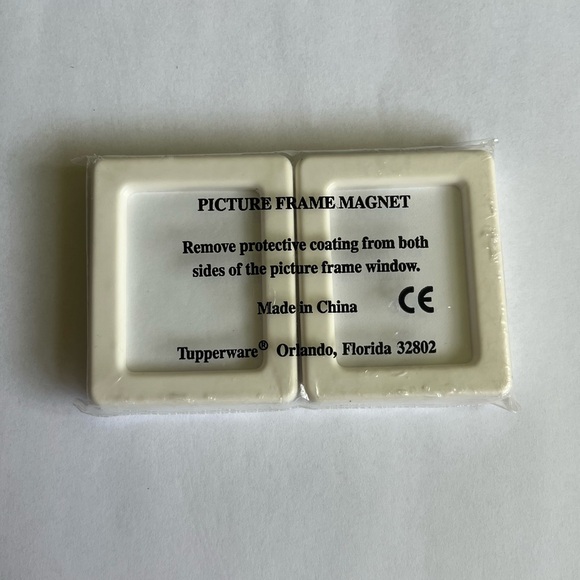 PICTURE FRAME MAGNET
Remove protective coating from both
sides of the picture frame window.
Made in China CE
Tupperware® Orlando, Florida 32802